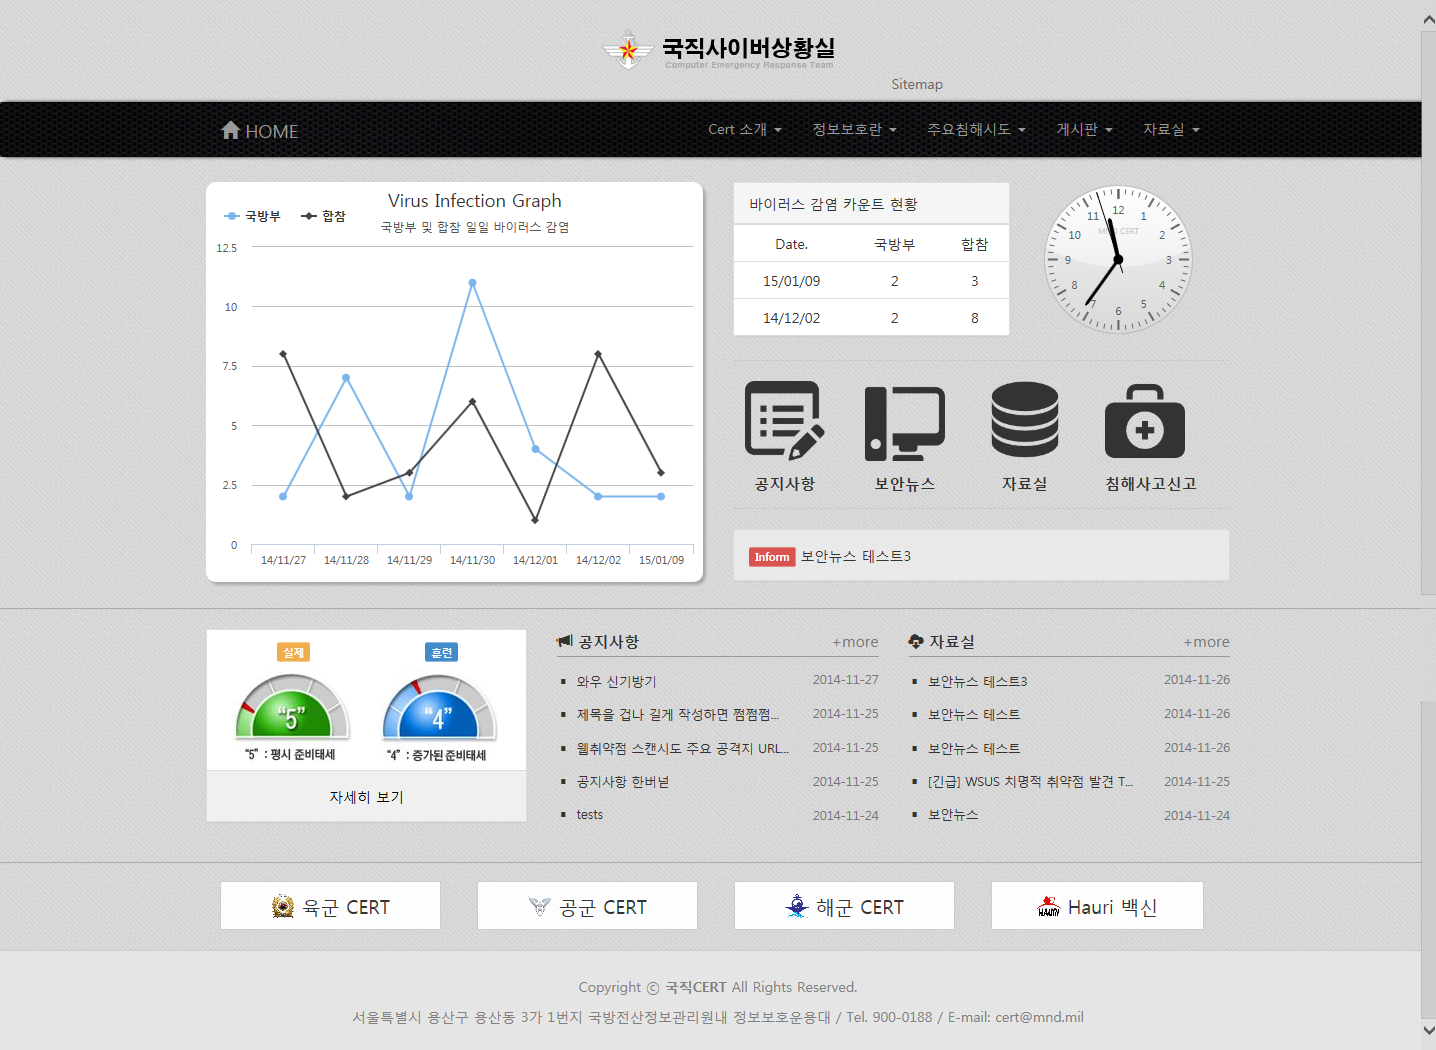 국직사이버상황실
Computer Emergency Response Team
Sitemap
HOME
Cert 소개
정보보호란
주요침해시도
게시판
자료실
Virus Infection Graph
국방부 및 합참 일일 바이러스 감염
국방부
합참
12.5
10
7.5
5
2.5
0
14/11/27
14/11/28
14/11/29
14/11/30
14/12/01
14/12/02
15/01/09
바이러스 감염 카운트 현황
Date. 국방부 합참
15/01/09 2 3
14/12/02 2 8
12
1
2
3
4
5
6
7
8
9
10
11
MND CERT
공지사항
보안뉴스
자료실
침해사고신고
Inform 보안뉴스 테스트3
실제
"5"
"5" : 평시 준비태세
훈련
"4"
"4" : 증가된 준비태세
자세히 보기
공지사항 +more
와우 신기방기 2014-11-27
제목을 겁나 길게 작성하면 쩜쩜쩜... 2014-11-25
웹취약점 스캔시도 주요 공격지 URL... 2014-11-25
공지사항 한버넏 2014-11-25
tests 2014-11-24
자료실 +more
보안뉴스 테스트3 2014-11-26
보안뉴스 테스트 2014-11-26
보안뉴스 테스트 2014-11-26
[긴급] WSUS 치명적 취약점 발견 T... 2014-11-25
보안뉴스 2014-11-24
육군 CERT
공군 CERT
해군 CERT
HAURI
Hauri 백신
Copyright ⓒ 국직CERT All Rights Reserved.
서울특별시 용산구 용산동 3가 1번지 국방전산정보관리원내 정보보호운용대 / Tel. 900-0188 / E-mail: cert@mnd.mil